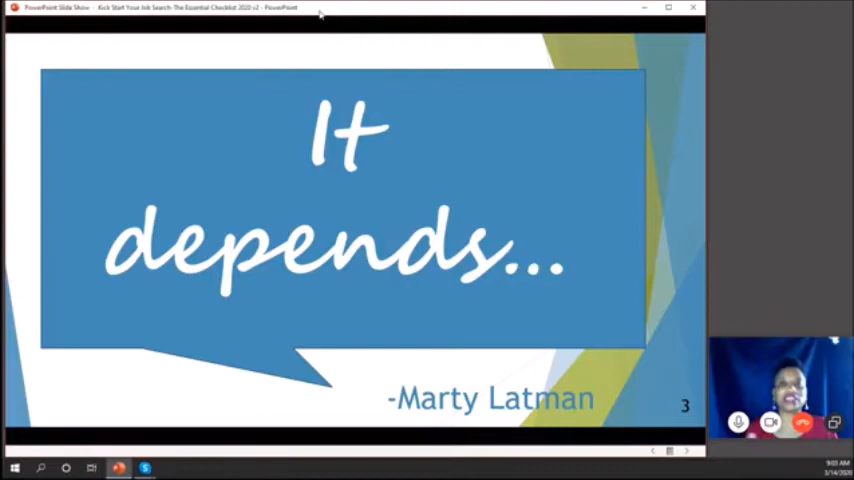 PowerPoint Slide Show - Kick Start Your Job Search-The Essential Checklist 2020 v2 - PowerPoint
It
depends...
-Marty Latman
3
9:03 AM
3/14/2020